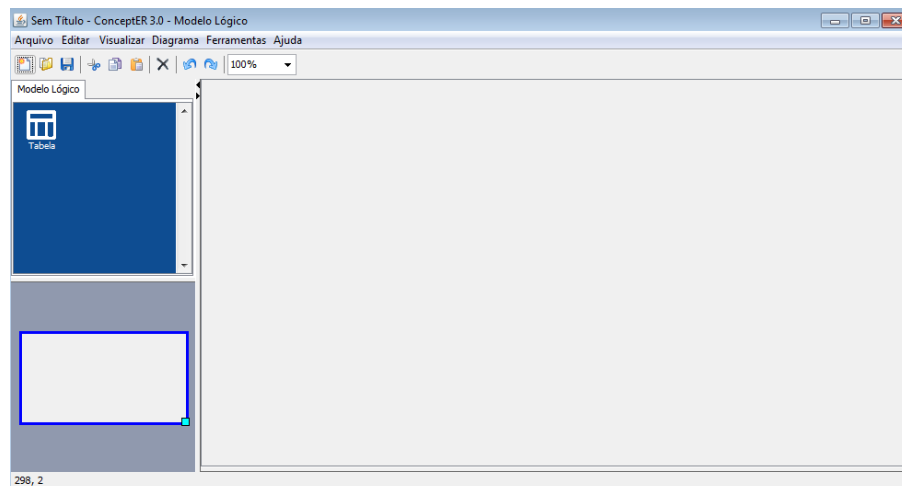 Sem Título - ConceptER 3.0 - Modelo Lógico
Arquivo Editar Visualizar Diagrama Ferramentas Ajuda
100%
Modelo Lógico
Tabela
298, 2